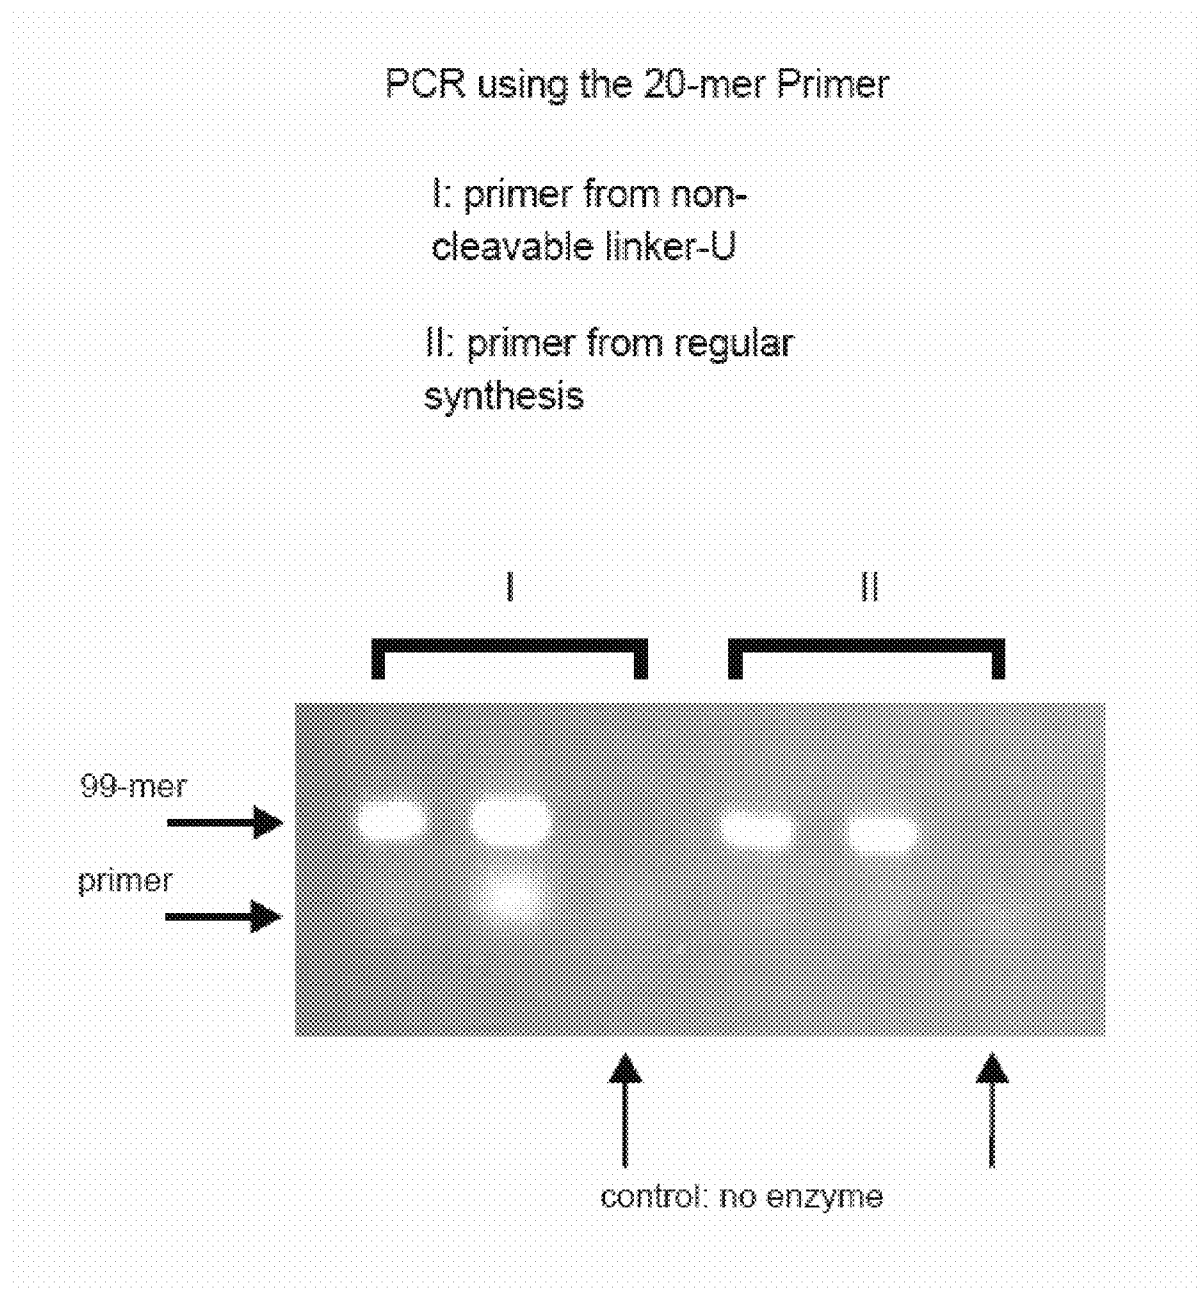 PCR using the 20-mer Primer
I: primer from non-
cleavable linker-U
II: primer from regular
synthesis
I
II
99-mer
primer
control: no enzyme